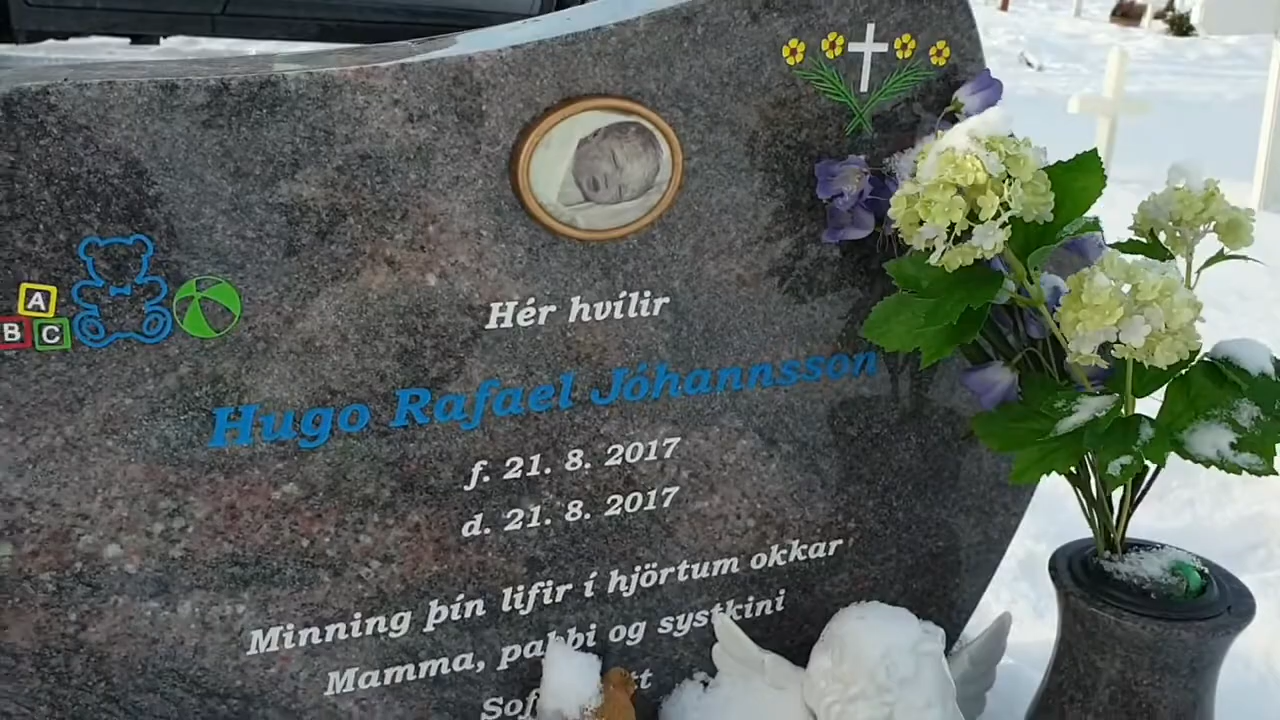 A
B C
Hér hvílir
Hugo Rafael Jóhannsson
f. 21. 8. 2017
d. 21. 8. 2017
Minning þín lifir í hjörtum okkar
Mamma, pabbi og systkini